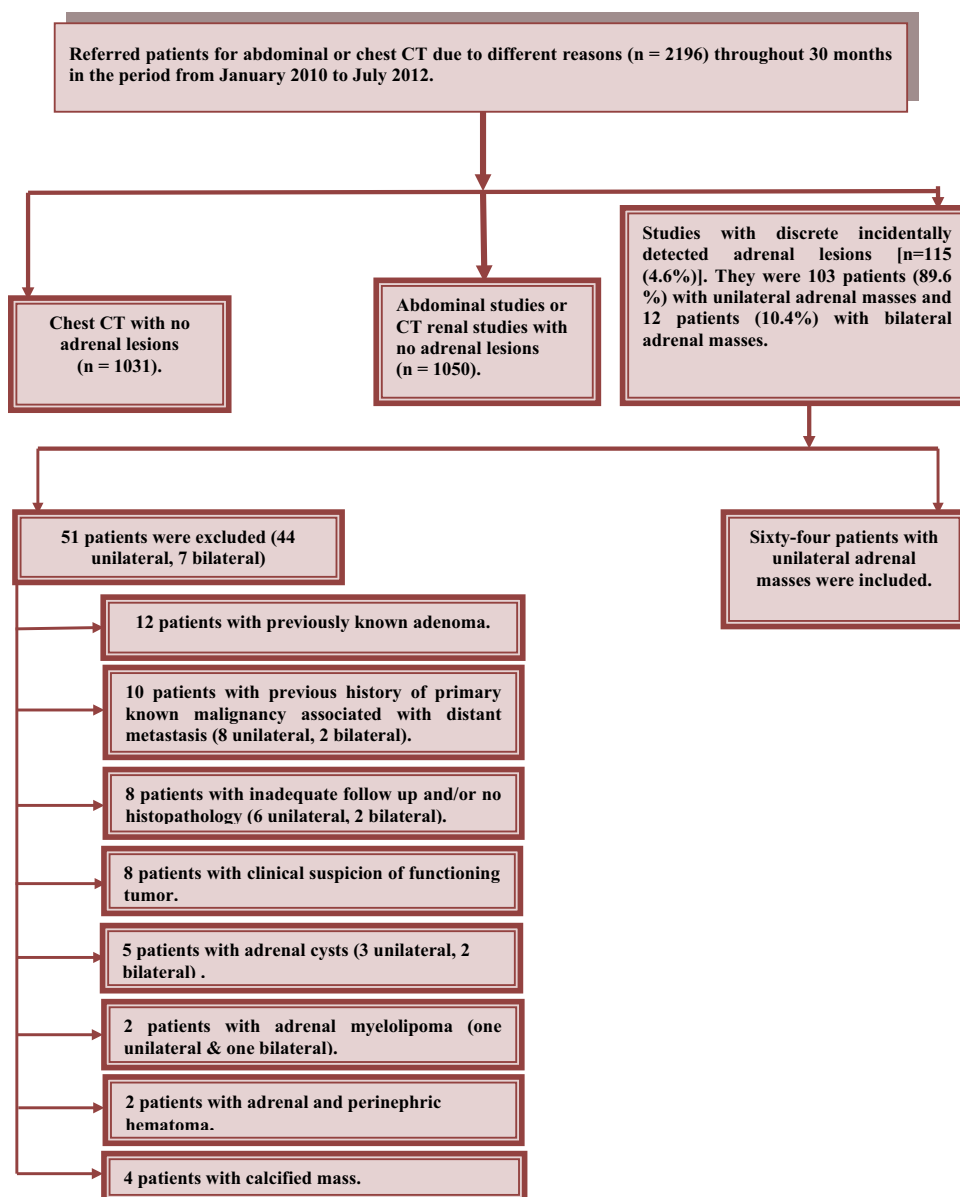 Referred patients for abdominal or chest CT due to different reasons (n = 2196) throughout 30 months
in the period from January 2010 to July 2012.
Chest CT with no
adrenal lesions
(n = 1031).
Abdominal studies or
CT renal studies with
no adrenal lesions
(n = 1050).
Studies with discrete incidentally
detected adrenal lesions [n=115
(4.6%)]. They were 103 patients (89.6
%) with unilateral adrenal masses and
12 patients (10.4%) with bilateral
adrenal masses.
51 patients were excluded (44
unilateral, 7 bilateral)
Sixty-four patients with
unilateral adrenal
masses were included.
12 patients with previously known adenoma.
10 patients with previous history of primary
known malignancy associated with distant
metastasis (8 unilateral, 2 bilateral).
8 patients with inadequate follow up and/or no
histopathology (6 unilateral, 2 bilateral).
8 patients with clinical suspicion of functioning
tumor.
5 patients with adrenal cysts (3 unilateral, 2
bilateral) .
2 patients with adrenal myelolipoma (one
unilateral & one bilateral).
2 patients with adrenal and perinephric
hematoma.
4 patients with calcified mass.